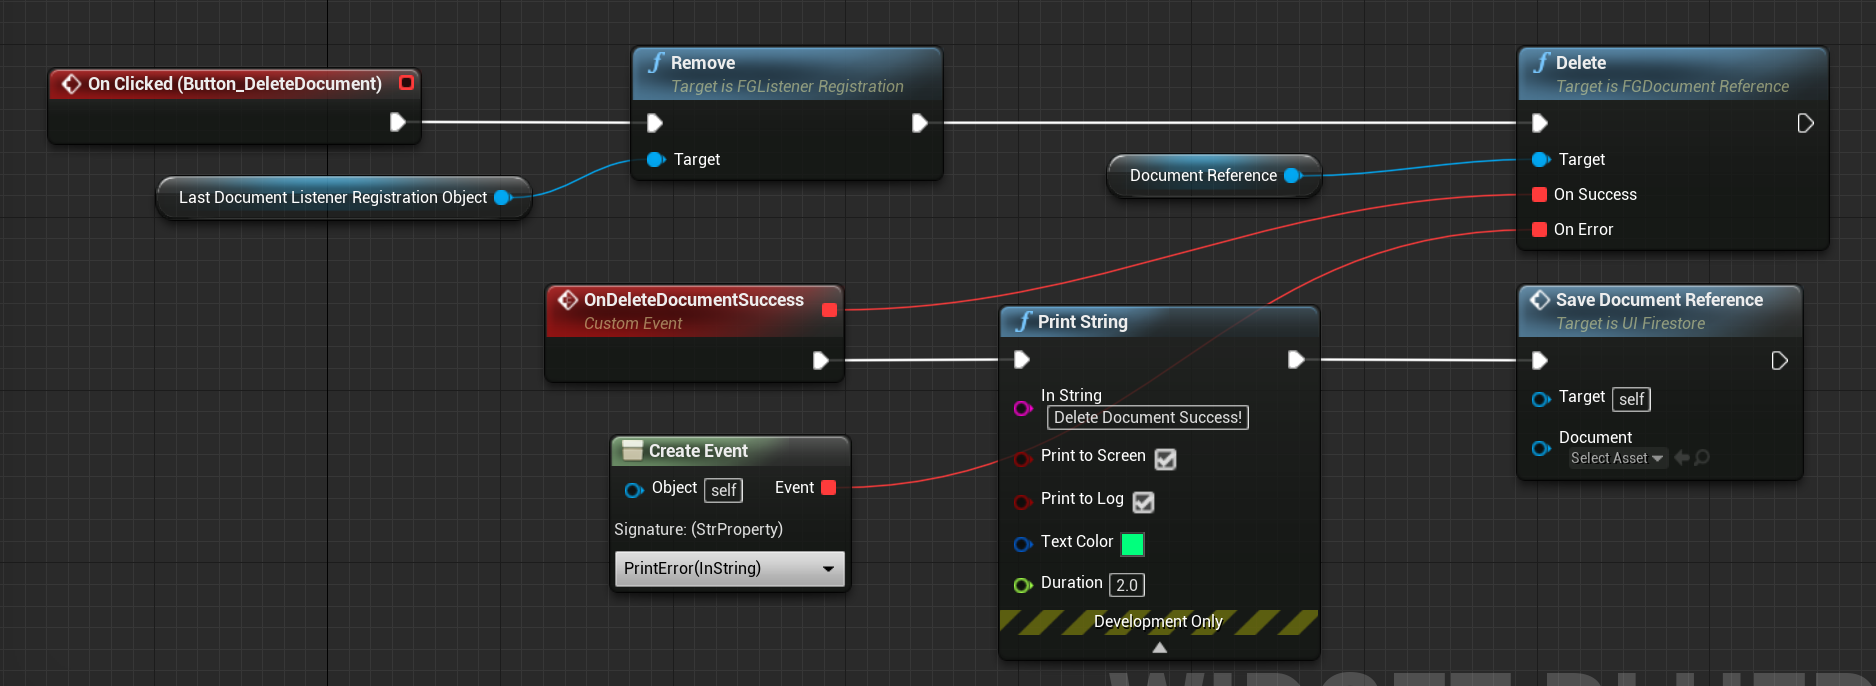 On Clicked (Button_DeleteDocument)
Last Document Listener Registration Object
Remove
Target is FGListener Registration
Target
Document Reference
Delete
Target is FGDocument Reference
Target
On Success
On Error
OnDeleteDocumentSuccess
Custom Event
Print String
In String
Delete Document Success!
Print to Screen
Print to Log
Text Color
Duration 2.0
Development Only
Save Document Reference
Target is UI Firestore
Target self
Document
Select Asset
Create Event
Object self Event
Signature: (StrProperty)
PrintError(InString)